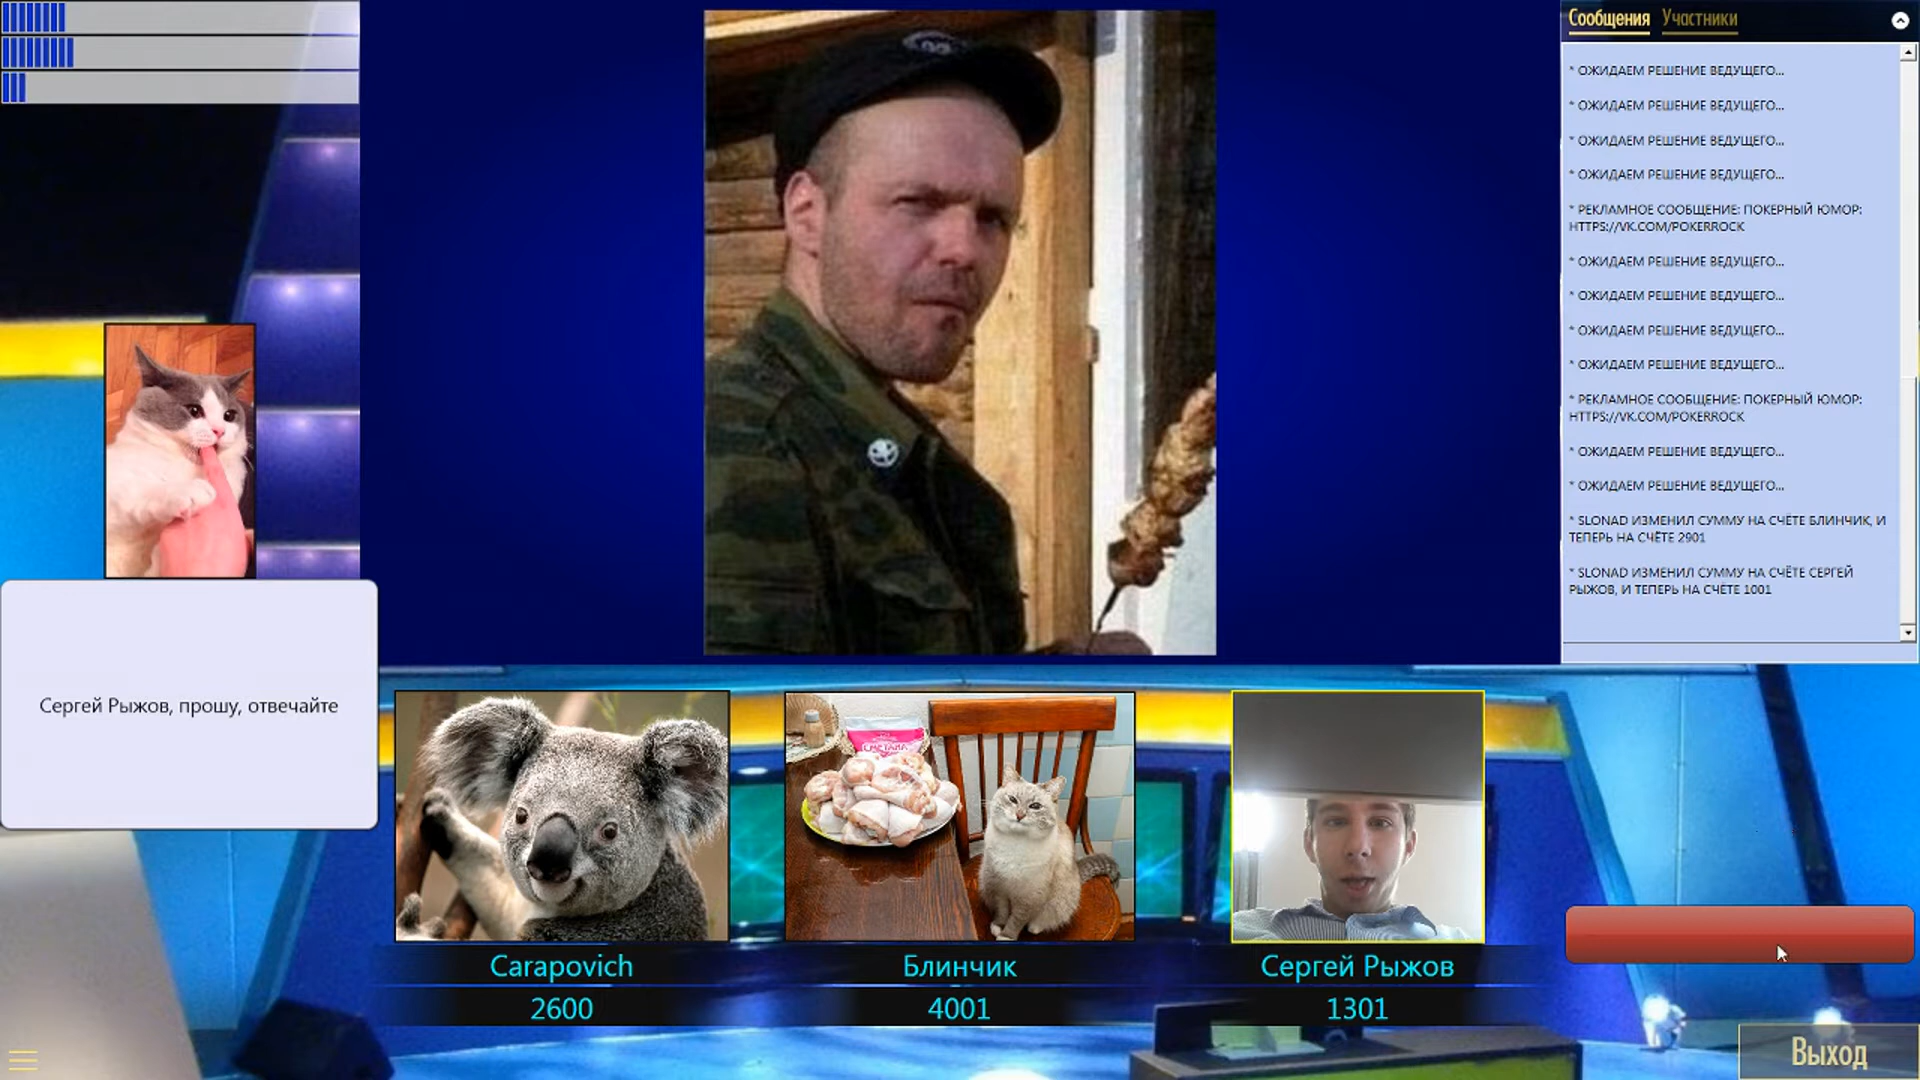 Сообщения Участники
* ОЖИДАЕМ РЕШЕНИЕ ВЕДУЩЕГО...
* ОЖИДАЕМ РЕШЕНИЕ ВЕДУЩЕГО...
* ОЖИДАЕМ РЕШЕНИЕ ВЕДУЩЕГО...
* ОЖИДАЕМ РЕШЕНИЕ ВЕДУЩЕГО...
* РЕКЛАМНОЕ СООБЩЕНИЕ: ПОКЕРНЫЙ ЮМОР:
HTTPS://VK.COM/POKERROCK
* ОЖИДАЕМ РЕШЕНИЕ ВЕДУЩЕГО...
* ОЖИДАЕМ РЕШЕНИЕ ВЕДУЩЕГО...
* ОЖИДАЕМ РЕШЕНИЕ ВЕДУЩЕГО...
* ОЖИДАЕМ РЕШЕНИЕ ВЕДУЩЕГО...
* РЕКЛАМНОЕ СООБЩЕНИЕ: ПОКЕРНЫЙ ЮМОР:
HTTPS://VK.COM/POKERROCK
* ОЖИДАЕМ РЕШЕНИЕ ВЕДУЩЕГО...
* ОЖИДАЕМ РЕШЕНИЕ ВЕДУЩЕГО...
* SLONAD ИЗМЕНИЛ СУММУ НА СЧЁТЕ БЛИНЧИК, И
ТЕПЕРЬ НА СЧЁТЕ 2901
* SLONAD ИЗМЕНИЛ СУММУ НА СЧЁТЕ СЕРГЕЙ
РЫЖОВ, И ТЕПЕРЬ НА СЧЁТЕ 1001
Сергей Рыжов, прошу, отвечайте
СМЕТАНА
Carapovich
Блинчик
Сергей Рыжов
2600
4001
1301
Выход